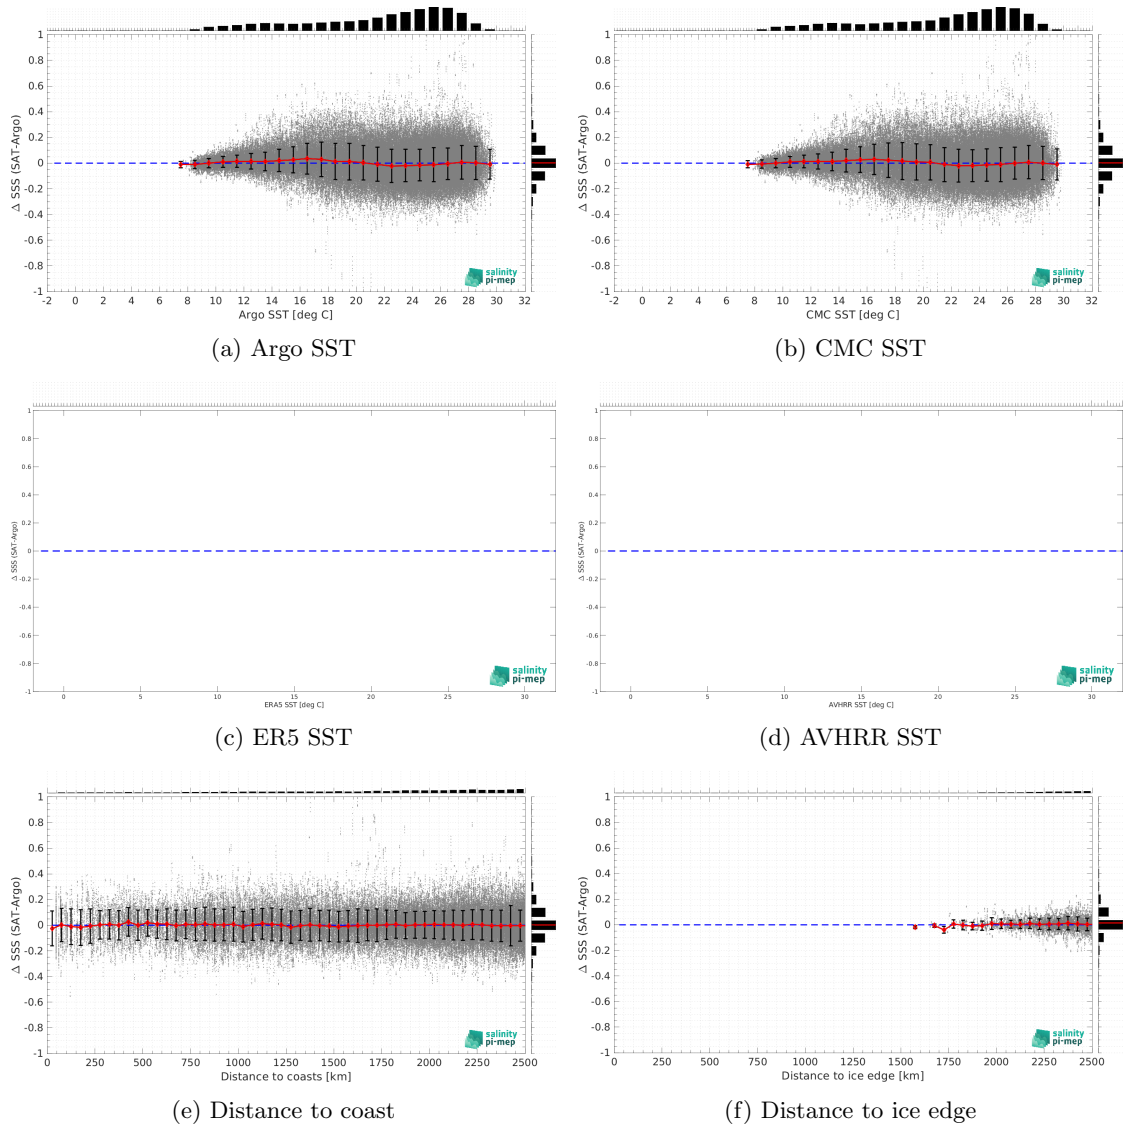 1
0.8
0.6
0.4
0.2
0
-0.2
-0.4
-0.6
-0.8
-1
Δ SSS (SAT-Argo)
-2 0 2 4 6 8 10 12 14 16 18 20 22 24 26 28 30 32
Argo SST [deg C]
salinity
pi-mep
(a) Argo SST
1
0.8
0.6
0.4
0.2
0
-0.2
-0.4
-0.6
-0.8
-1
Δ SSS (SAT-Argo)
-2 0 2 4 6 8 10 12 14 16 18 20 22 24 26 28 30 32
CMC SST [deg C]
salinity
pi-mep
(b) CMC SST
1
0.8
0.6
0.4
0.2
0
-0.2
-0.4
-0.6
-0.8
-1
Δ SSS (SAT-Argo)
0 5 10 15 20 25 30
ERA5 SST [deg C]
salinity
pi-mep
(c) ER5 SST
1
0.8
0.6
0.4
0.2
0
-0.2
-0.4
-0.6
-0.8
-1
Δ SSS (SAT-Argo)
0 5 10 15 20 25 30
AVHRR SST [deg C]
salinity
pi-mep
(d) AVHRR SST
1
0.8
0.6
0.4
0.2
0
-0.2
-0.4
-0.6
-0.8
-1
Δ SSS (SAT-Argo)
0 250 500 750 1000 1250 1500 1750 2000 2250 2500
Distance to coasts [km]
salinity
pi-mep
(e) Distance to coast
1
0.8
0.6
0.4
0.2
0
-0.2
-0.4
-0.6
-0.8
-1
Δ SSS (SAT-Argo)
0 250 500 750 1000 1250 1500 1750 2000 2250 2500
Distance to ice edge [km]
salinity
pi-mep
(f) Distance to ice edge